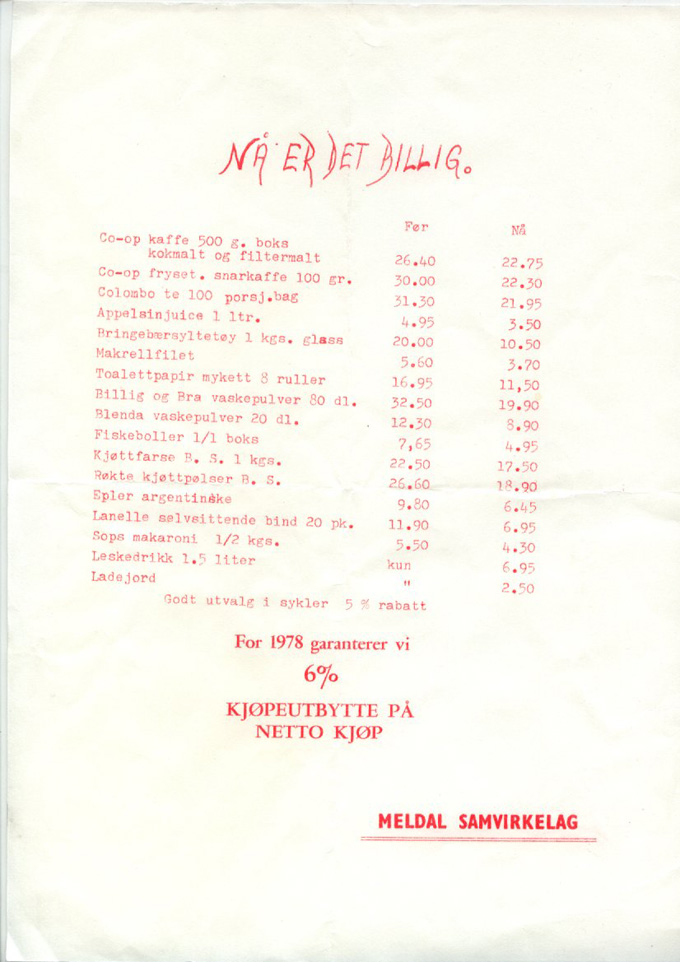 NÅ ER DET BILLIG.
Før Nå
Co-op kaffe 500 g. boks
kokmalt og filtermalt 26.40 22.75
Co-op fryset. snarkaffe 100 gr. 30.00 22.30
Colombo te 100 porsj.bag 31.30 21.95
Appelsinjuice 1 ltr. 4.95 3.50
Bringebærsyltetøy 1 kgs. glass 20.00 10.50
Makrellfilet 5.60 3.70
Toalettpapir mykett 8 ruller 16.95 11,50
Billig og Bra vaskepulver 80 dl. 32.50 19.90
Blenda vaskepulver 20 dl. 12.30 8.90
Fiskeboller 1/1 boks 7,65 4.95
Kjøttfarse B. S. 1 kgs. 22.50 17.50
Røkte kjøttpølser B. S. 26.60 18.90
Epler argentinske 9.80 6.45
Lanelle selvsittende bind 20 pk. 11.90 6.95
Sops makaroni 1/2 kgs. 5.50 4.30
Leskedrikk 1.5 liter kun 6.95
Ladejord " 2.50
Godt utvalg i sykler 5 % rabatt
For 1978 garanterer vi
6%
KJØPEUTBYTTE PÅ
NETTO KJØP
MELDAL SAMVIRKELAG